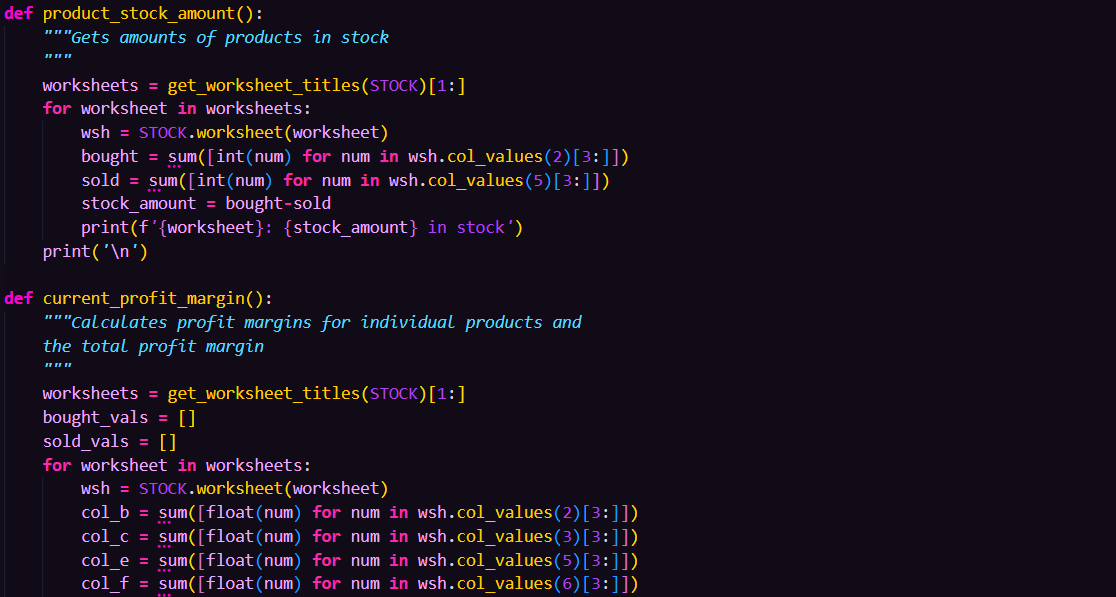 def product_stock_amount():
    """Gets amounts of products in stock
    """
    worksheets = get_worksheet_titles(STOCK)[1:]
    for worksheet in worksheets:
        wsh = STOCK.worksheet(worksheet)
        bought = sum([int(num) for num in wsh.col_values(2)[3:]])
        sold = sum([int(num) for num in wsh.col_values(5)[3:]])
        stock_amount = bought-sold
        print(f'{worksheet}: {stock_amount} in stock')
    print('\n')

def current_profit_margin():
    """Calculates profit margins for individual products and
    the total profit margin
    """
    worksheets = get_worksheet_titles(STOCK)[1:]
    bought_vals = []
    sold_vals = []
    for worksheet in worksheets:
        wsh = STOCK.worksheet(worksheet)
        col_b = sum([float(num) for num in wsh.col_values(2)[3:]])
        col_c = sum([float(num) for num in wsh.col_values(3)[3:]])
        col_e = sum([float(num) for num in wsh.col_values(5)[3:]])
        col_f = sum([float(num) for num in wsh.col_values(6)[3:]])